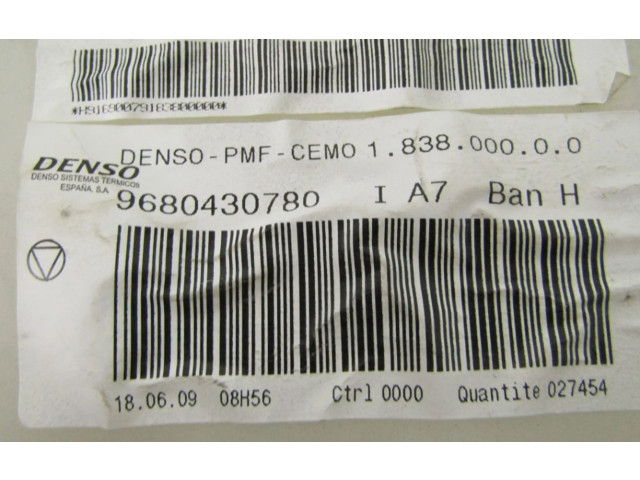 *H9169007918380000000*
DENSO-PMF-CEMO 1.838.000.0.0
DENSO
DENSO SISTEMAS TERMICOS
ESPAÑA, S.A
9680430780 I A7 Ban H
18.06.09 08H56 Ctrl 0000 Quantite 027454